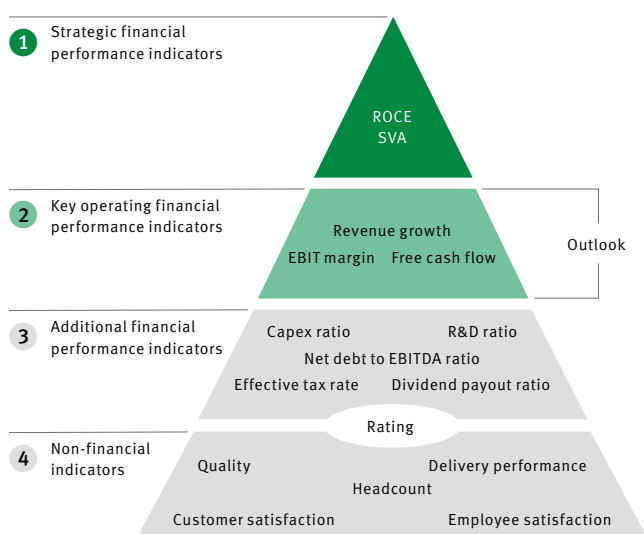 1 Strategic financial
performance indicators
ROCE
SVA
2 Key operating financial
performance indicators
Revenue growth
EBIT margin Free cash flow
Outlook
3 Additional financial
performance indicators
Capex ratio R&D ratio
Net debt to EBITDA ratio
Effective tax rate Dividend payout ratio
Rating
4 Non-financial
indicators
Quality Delivery performance
Headcount
Customer satisfaction Employee satisfaction